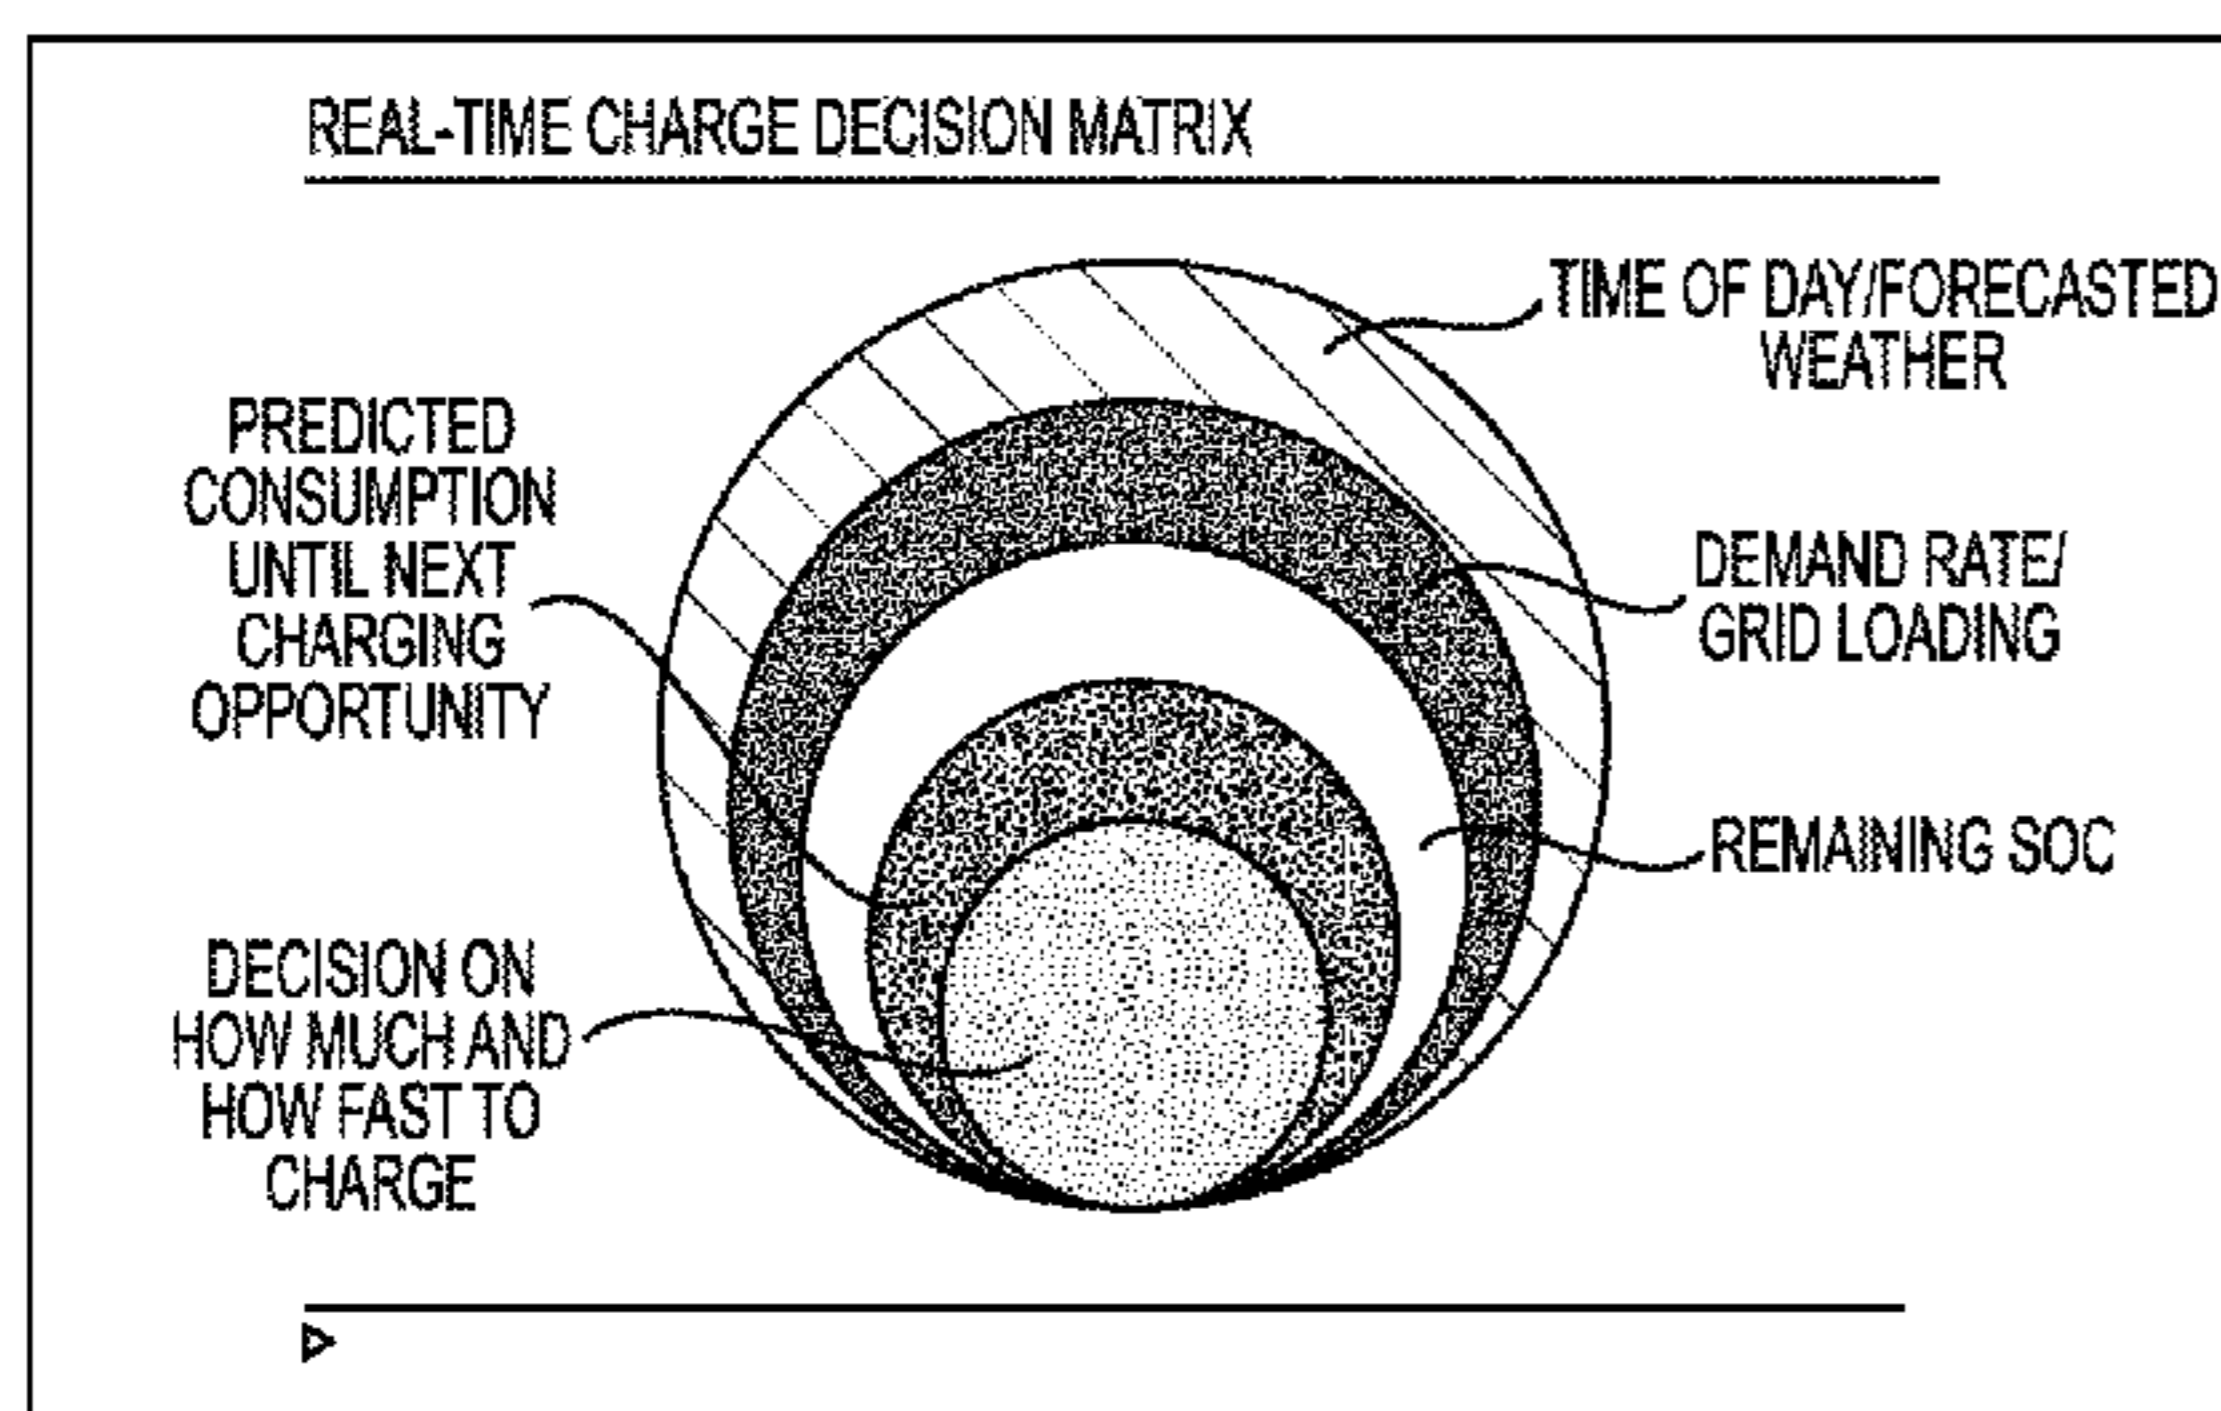 REAL-TIME CHARGE DECISION MATRIX
TIME OF DAY/FORECASTED
WEATHER
PREDICTED
CONSUMPTION
UNTIL NEXT
CHARGING
OPPORTUNITY
DEMAND RATE/
GRID LOADING
REMAINING SOC
DECISION ON
HOW MUCH AND
HOW FAST TO
CHARGE